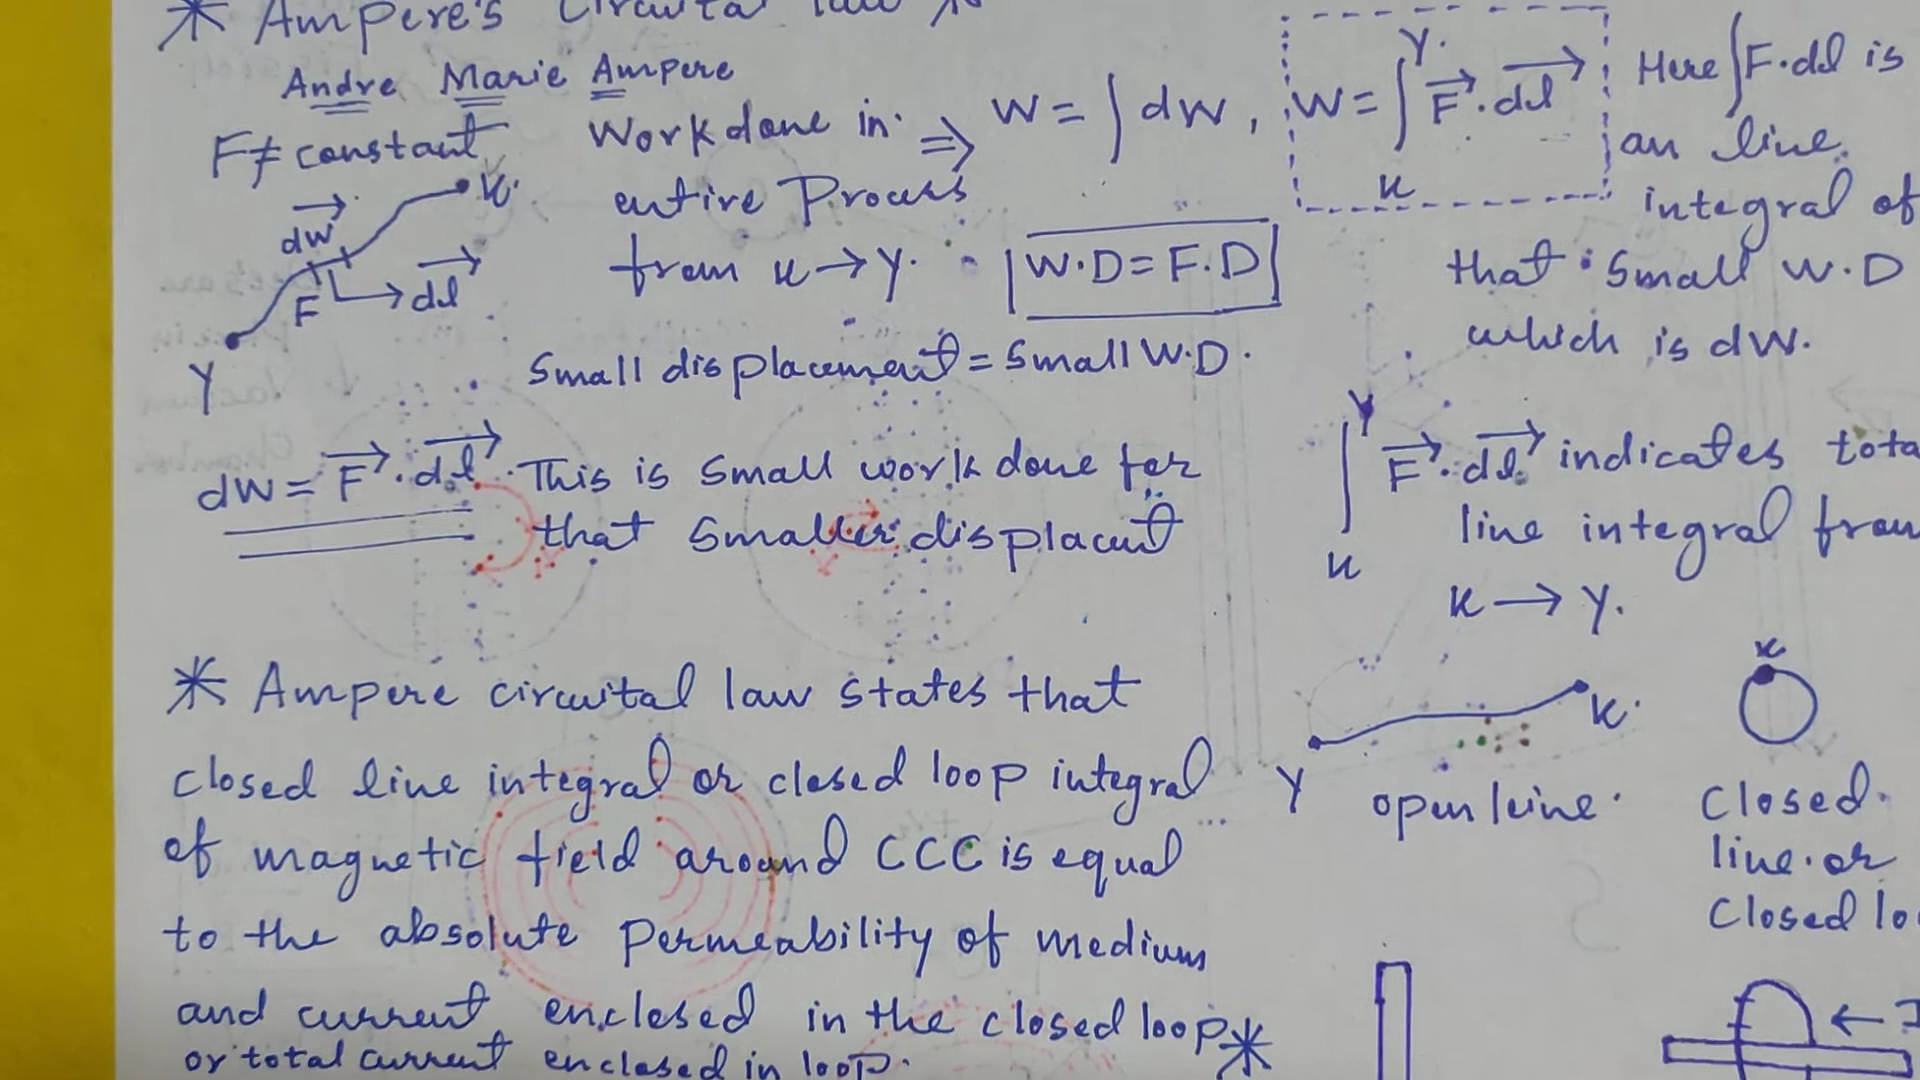 * Ampere's Circuital law *
Andre Marie Ampere
F ≠ constant
x.
dW
F
dl
Y
Work done in
entire Process
from x → y.
⇒ W = ∫ dW, W = ∫ F . dl
Y.
x
W.D = F.D
Small displacement = Small W.D.
dW = F . dl . This is small work done for
that smaller displacent
Here ∫F.dl is
an line
integral of
that small W.D
which is dW.
Y
∫ F . dl indicates tota
x
line integral from
x → y.
x.
Y
open line.
x
Closed.
line or
Closed lo
* Ampere circuital law states that
closed line integral or closed loop integral
of magnetic field around CCC is equal
to the absolute permeability of medium
and current enclosed in the closed loop *
or total current enclosed in loop.